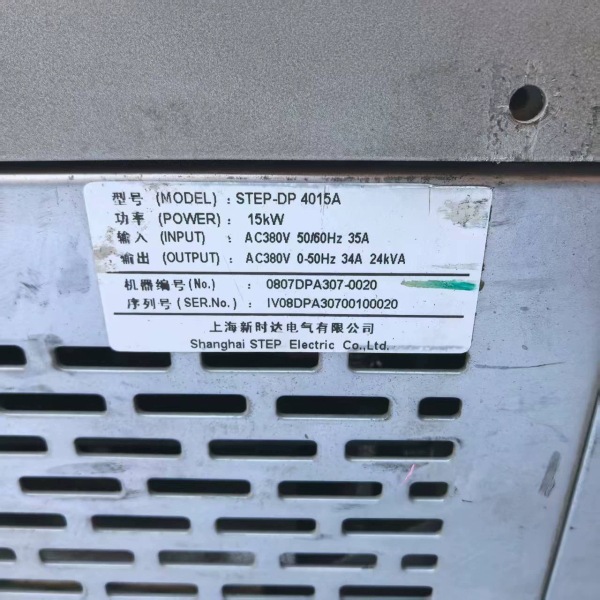 型号 (MODEL) : STEP-DP 4015A
功率 (POWER) : 15kW
输入 (INPUT) : AC380V 50/60Hz 35A
输出 (OUTPUT) : AC380V 0-50Hz 34A 24kVA
机器编号(No.) : 0807DPA307-0020
序列号(SER.No.) : IV08DPA30700100020
上海新时达电气有限公司
Shanghai STEP Electric Co.,Ltd.